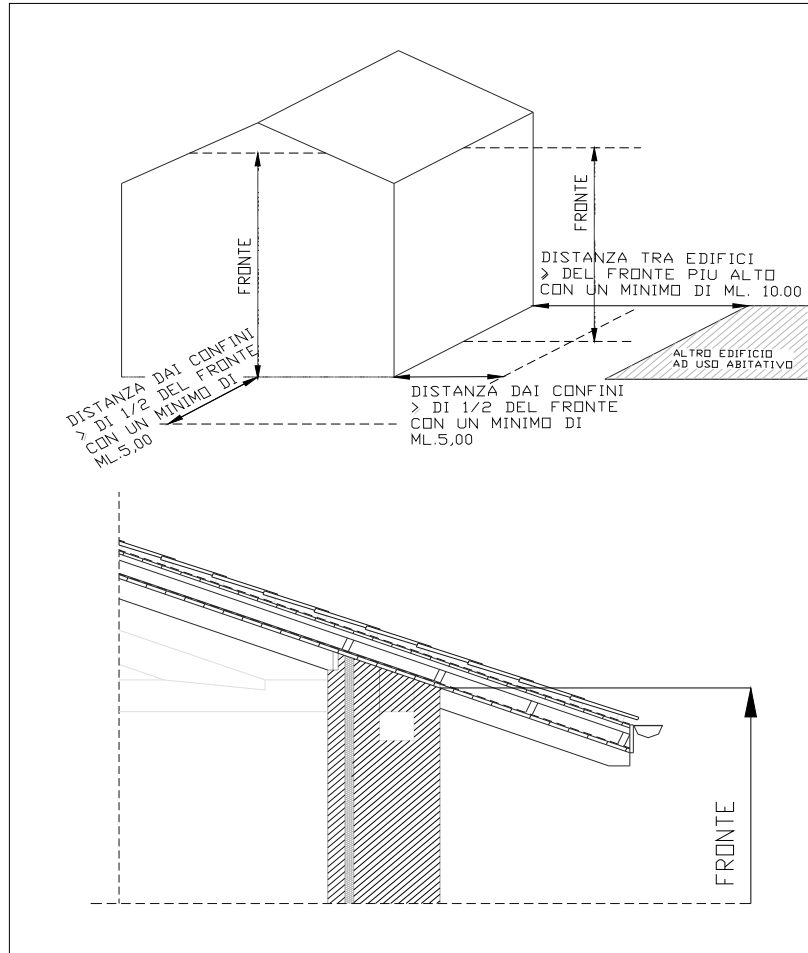 FRONTE
FRONTE
DISTANZA TRA EDIFICI
> DEL FRONTE PIU ALTO
CON UN MINIMO DI ML. 10.00
ALTRO EDIFICIO
AD USO ABITATIVO
DISTANZA DAI CONFINI
> DI 1/2 DEL FRONTE
CON UN MINIMO DI
ML.5,00
DISTANZA DAI CONFINI
> DI 1/2 DEL FRONTE
CON UN MINIMO DI
ML.5,00
FRONTE